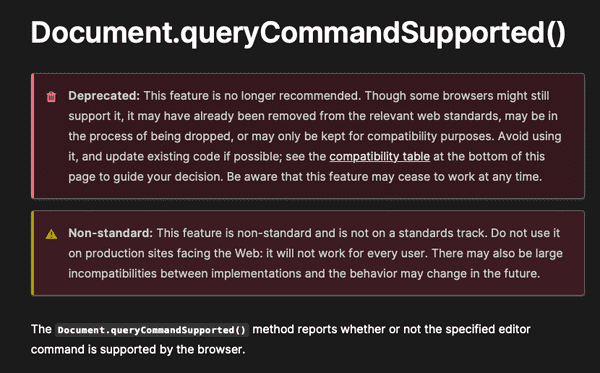 Document.queryCommandSupported()
Deprecated: This feature is no longer recommended. Though some browsers might still
support it, it may have already been removed from the relevant web standards, may be in
the process of being dropped, or may only be kept for compatibility purposes. Avoid using
it, and update existing code if possible; see the compatibility table at the bottom of this
page to guide your decision. Be aware that this feature may cease to work at any time.
Non-standard: This feature is non-standard and is not on a standards track. Do not use it
on production sites facing the Web: it will not work for every user. There may also be large
incompatibilities between implementations and the behavior may change in the future.
The Document.queryCommandSupported() method reports whether or not the specified editor
command is supported by the browser.